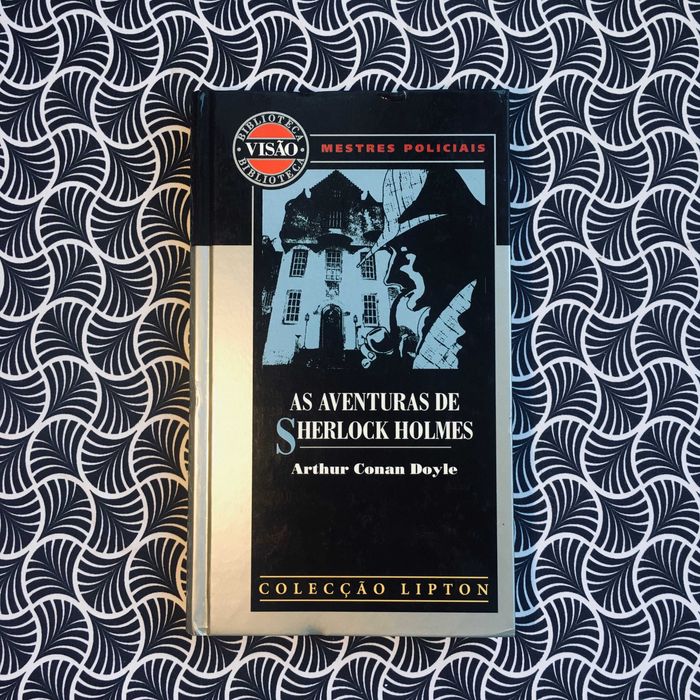 BIBLIOTECA
VISÃO
BIBLIOTECA
MESTRES POLICIAIS
AS AVENTURAS DE
SHERLOCK HOLMES
Arthur Conan Doyle
COLECÇÃO LIPTON